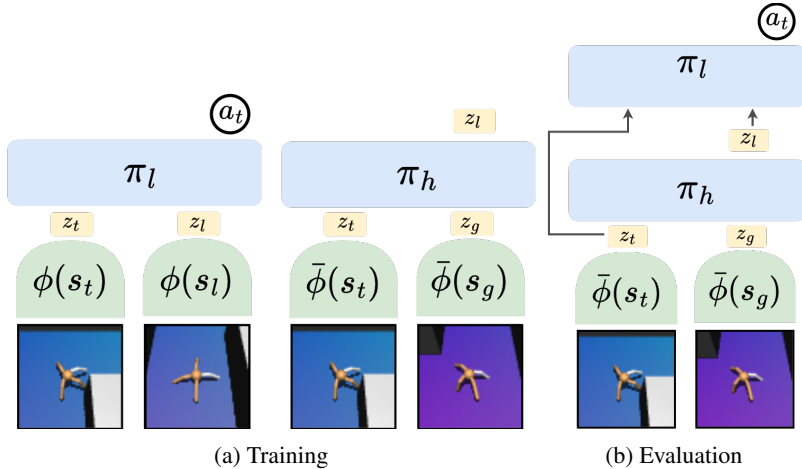 a_t
π_l
z_t
z_l
ϕ(s_t)
ϕ(s_l)
z_l
π_h
z_t
z_g
ϕ̄(s_t)
ϕ̄(s_g)
(a) Training
a_t
π_l
z_l
π_h
z_t
z_g
ϕ̄(s_t)
ϕ̄(s_g)
(b) Evaluation